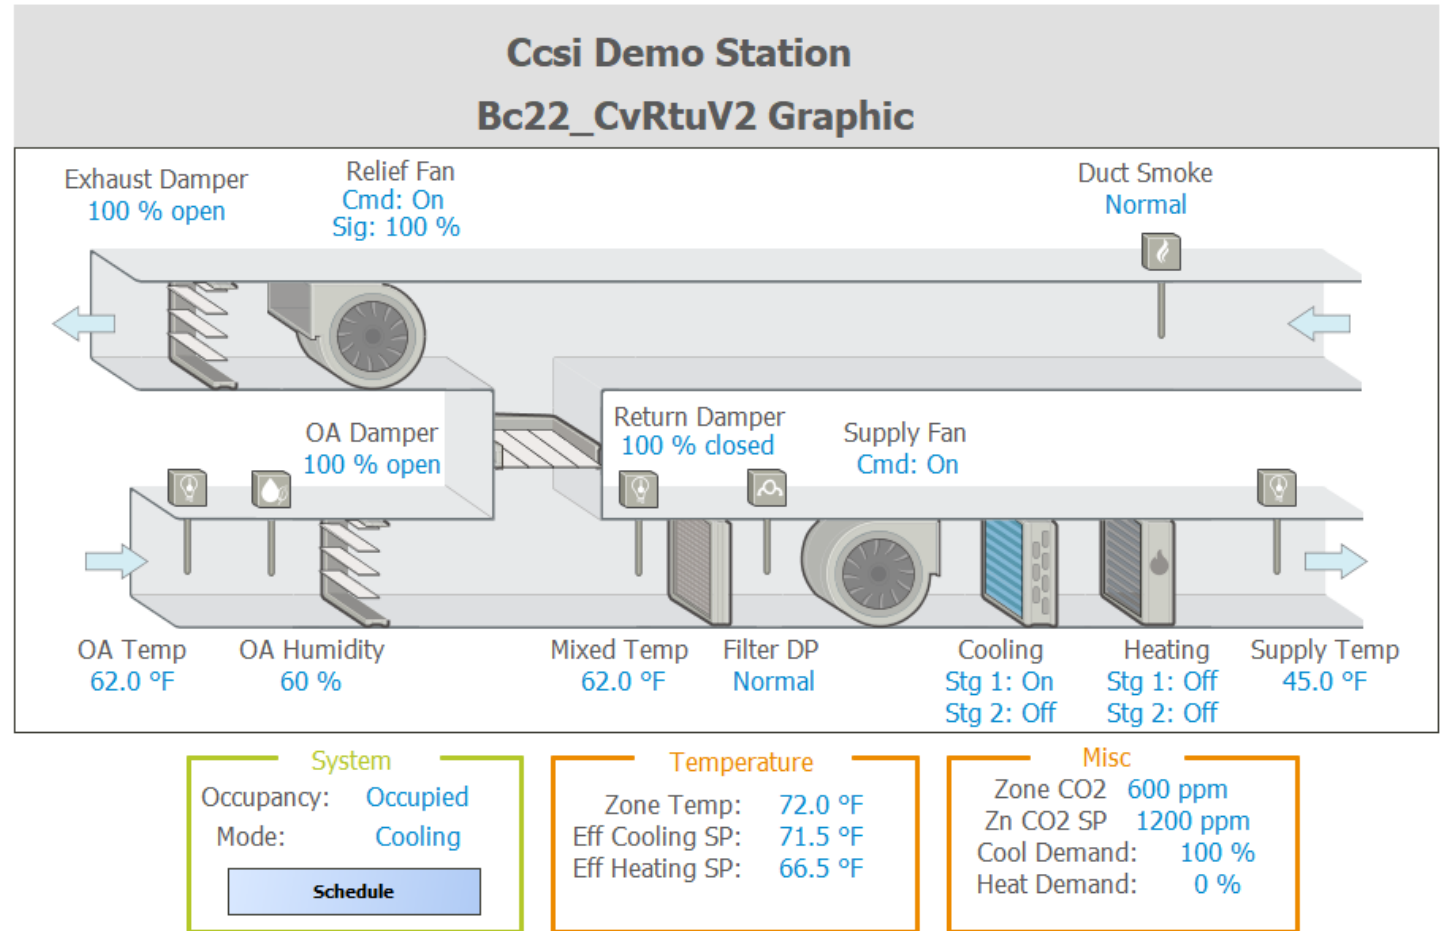 Ccsi Demo Station
Bc22_CvRtuV2 Graphic
Exhaust Damper
100 % open
Relief Fan
Cmd: On
Sig: 100 %
Duct Smoke
Normal
OA Damper
100 % open
Return Damper
100 % closed
Supply Fan
Cmd: On
OA Temp
62.0 °F
OA Humidity
60 %
Mixed Temp
62.0 °F
Filter DP
Normal
Cooling
Stg 1: On
Stg 2: Off
Heating
Stg 1: Off
Stg 2: Off
Supply Temp
45.0 °F
System
Occupancy: Occupied
Mode: Cooling
Schedule
Temperature
Zone Temp: 72.0 °F
Eff Cooling SP: 71.5 °F
Eff Heating SP: 66.5 °F
Misc
Zone CO2 600 ppm
Zn CO2 SP 1200 ppm
Cool Demand: 100 %
Heat Demand: 0 %